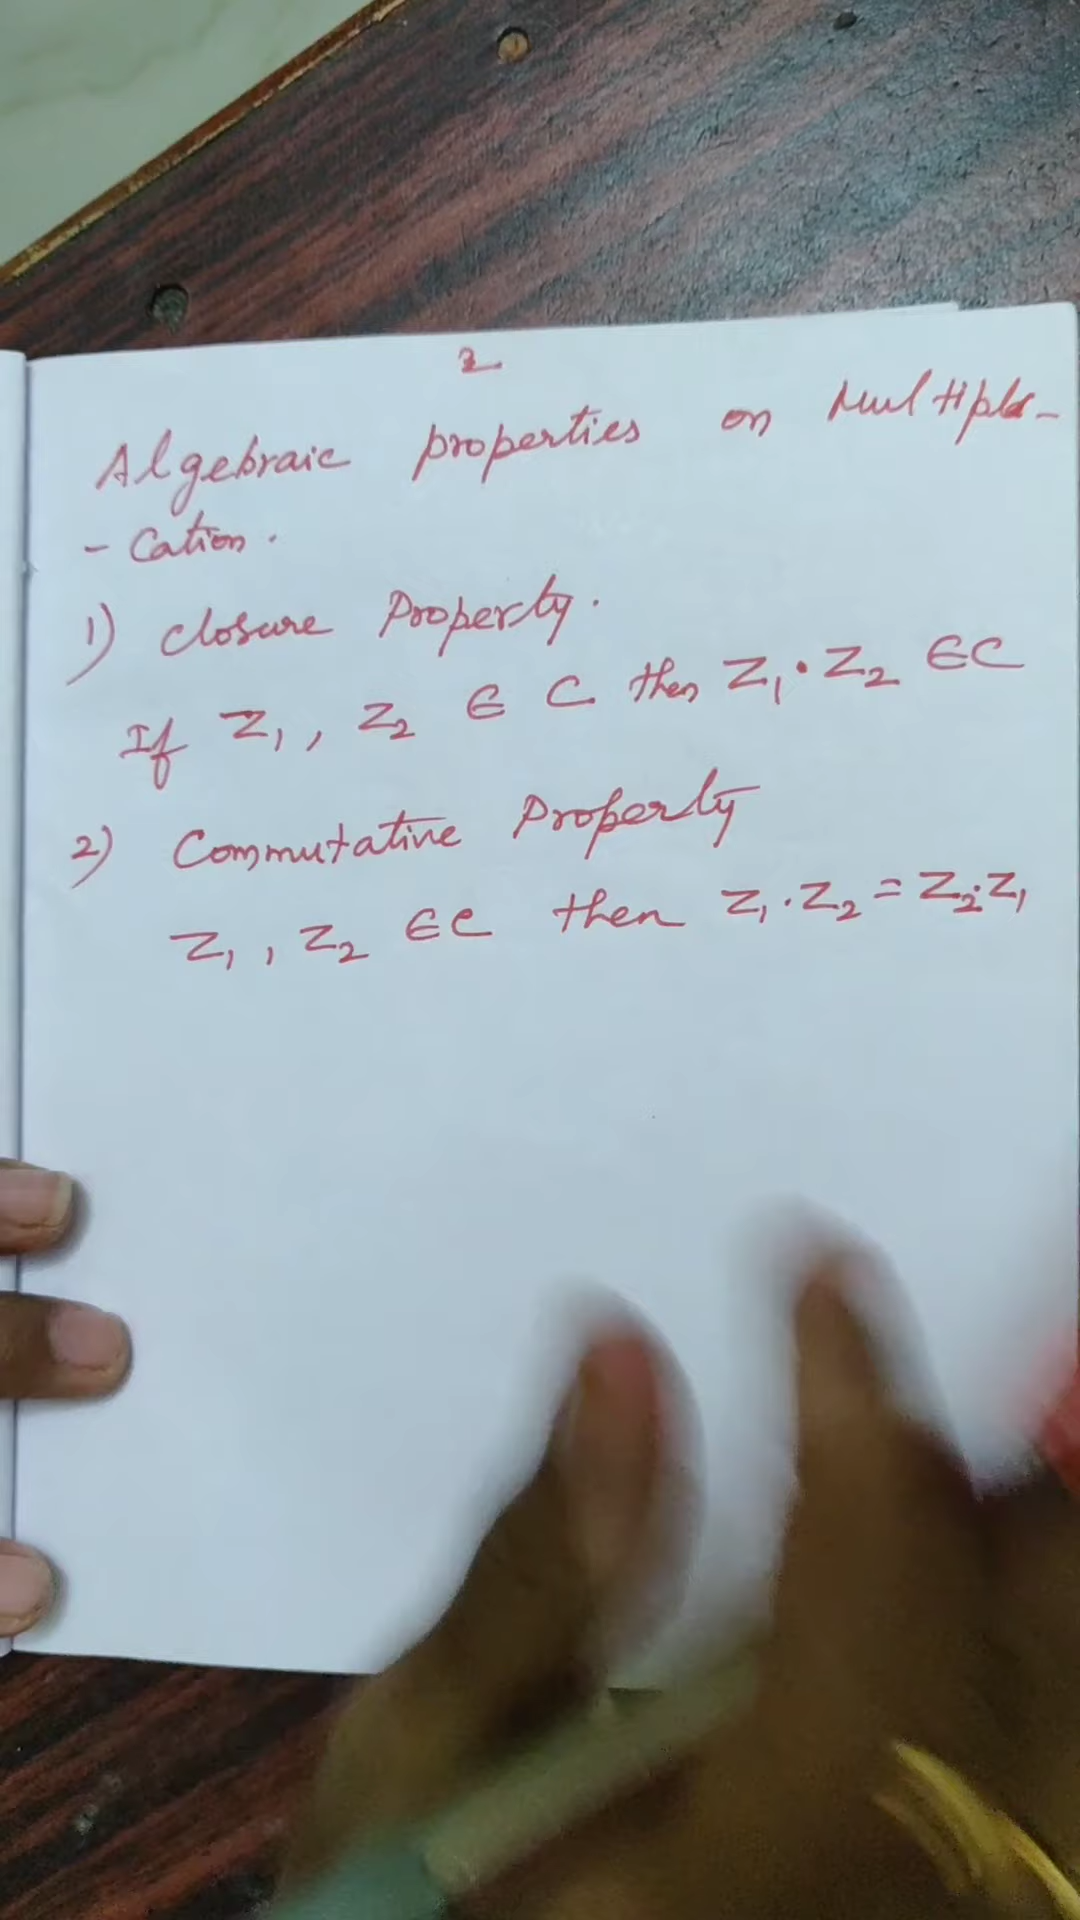 2
Algebraic properties on Multipli-
- Cation.
1) Closure Property.
If Z₁, Z₂ ∈ C then Z₁·Z₂ ∈ C
2) Commutative Property
Z₁, Z₂ ∈ C then Z₁·Z₂ = Z₂·Z₁